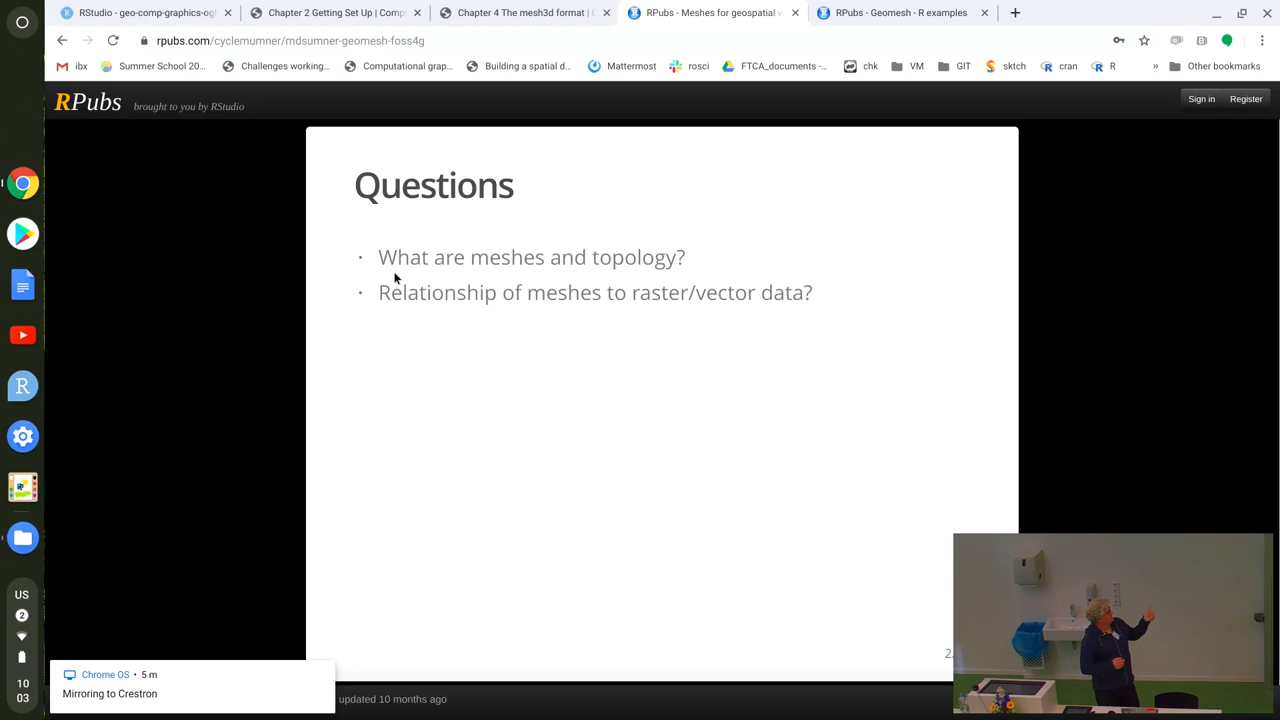 RStudio - geo-comp-graphics-ogh
Chapter 2 Getting Set Up | Comp
Chapter 4 The mesh3d format | C
RPubs - Meshes for geospatial w
RPubs - Geomesh - R examples
rpubs.com/cyclemumner/mdsumner-geomesh-foss4g
ibx
Summer School 20...
Challenges working...
Computational grap...
Building a spatial d...
Mattermost
rosci
FTCA_documents -...
chk
VM
GIT
sktch
cran
R
»
Other bookmarks
RPubs brought to you by RStudio
Sign in
Register
Questions
· What are meshes and topology?
· Relationship of meshes to raster/vector data?
2
US
2
10
03
Chrome OS • 5 m
Mirroring to Crestron
updated 10 months ago